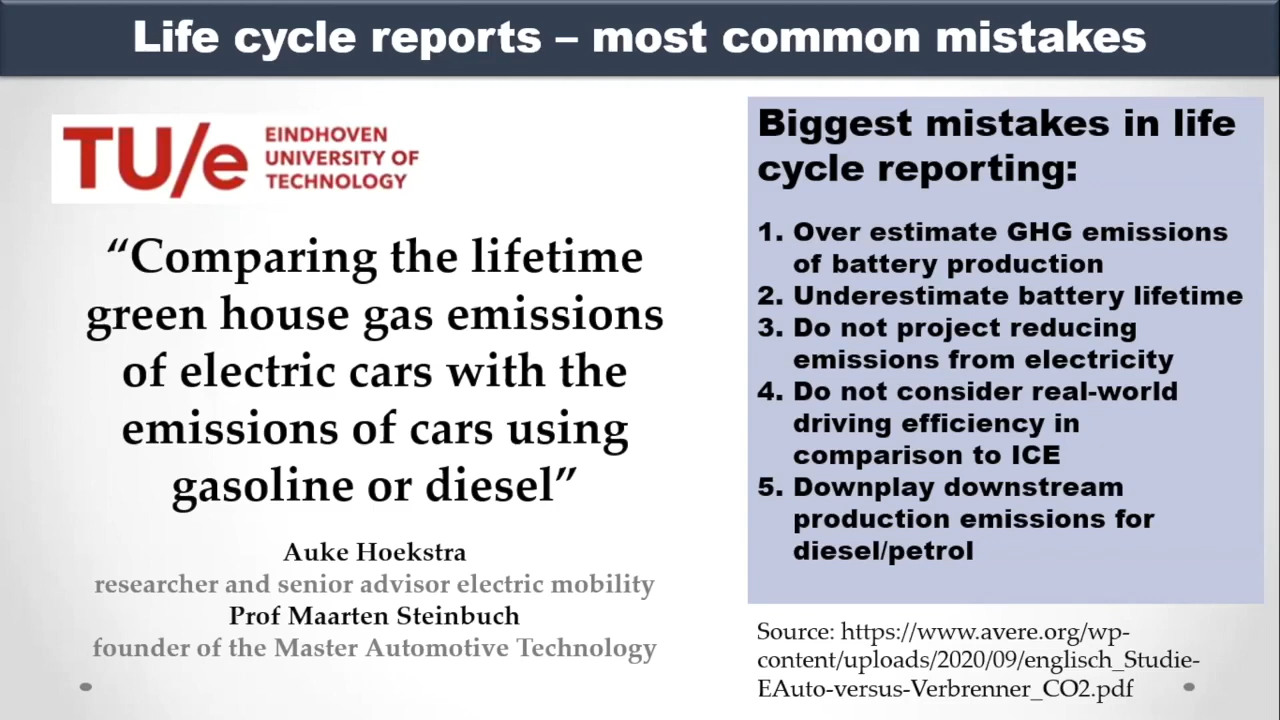 Life cycle reports – most common mistakes
TU/e
EINDHOVEN
UNIVERSITY OF
TECHNOLOGY
“Comparing the lifetime
green house gas emissions
of electric cars with the
emissions of cars using
gasoline or diesel”
Auke Hoekstra
researcher and senior advisor electric mobility
Prof Maarten Steinbuch
founder of the Master Automotive Technology
Biggest mistakes in life
cycle reporting:
1. Over estimate GHG emissions
of battery production
2. Underestimate battery lifetime
3. Do not project reducing
emissions from electricity
4. Do not consider real-world
driving efficiency in
comparison to ICE
5. Downplay downstream
production emissions for
diesel/petrol
Source: https://www.avere.org/wp-
content/uploads/2020/09/englisch_Studie-
EAuto-versus-Verbrenner_CO2.pdf